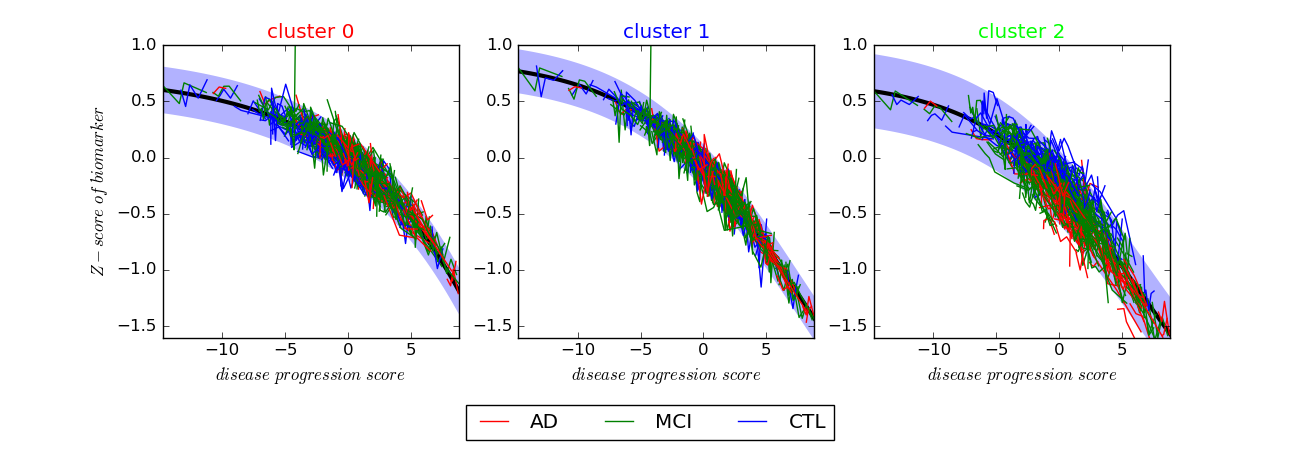 cluster 0 cluster 1 cluster 2
1.0 1.0 1.0
0.5 0.5 0.5
0.0 0.0 0.0
−0.5 −0.5 −0.5
−1.0 −1.0 −1.0
−1.5 −1.5 −1.5
Z − score of biomarker
−10 −5 0 5 −10 −5 0 5 −10 −5 0 5
disease progression score disease progression score disease progression score
AD MCI CTL